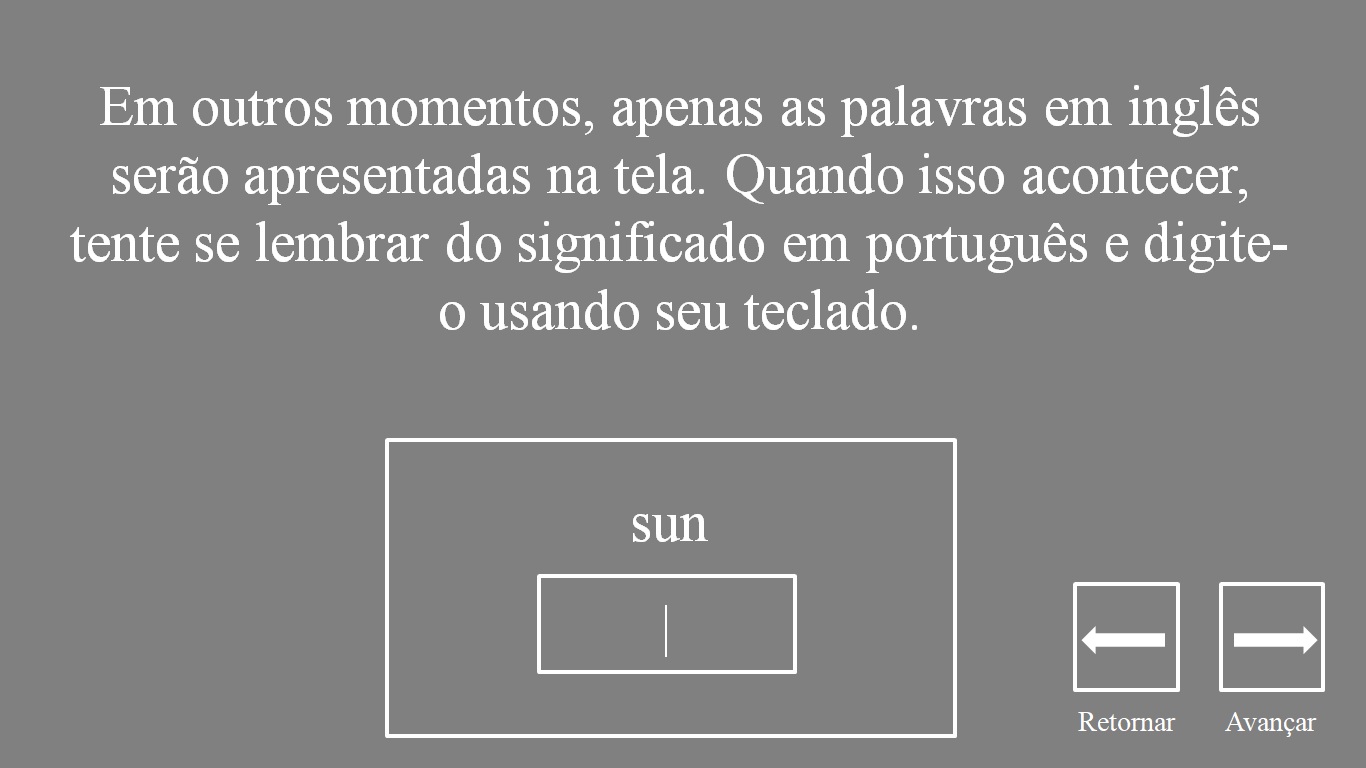 Em outros momentos, apenas as palavras em inglês
serão apresentadas na tela. Quando isso acontecer,
tente se lembrar do significado em português e digite-
o usando seu teclado.
sun
Retornar
Avançar